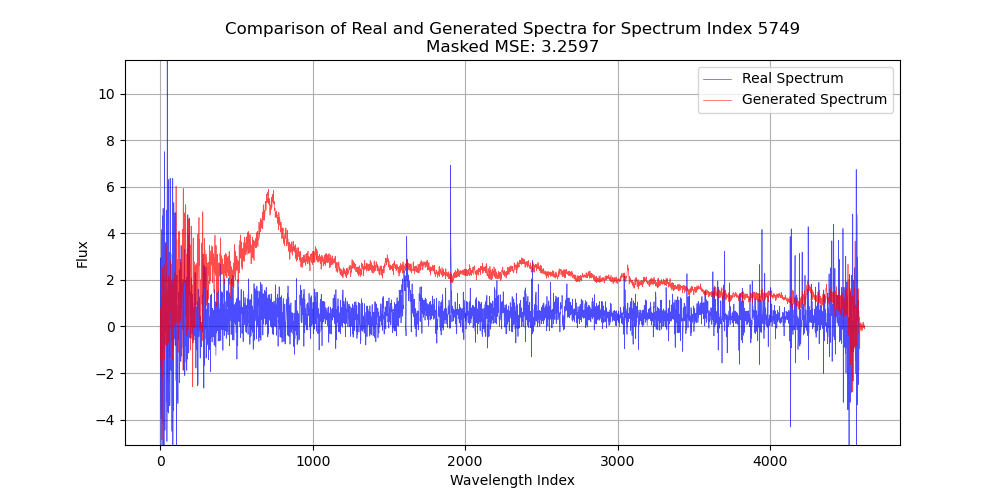 Comparison of Real and Generated Spectra for Spectrum Index 5749
Masked MSE: 3.2597
Real Spectrum
Generated Spectrum
Flux
10
8
6
4
2
0
−2
−4
0 1000 2000 3000 4000
Wavelength Index